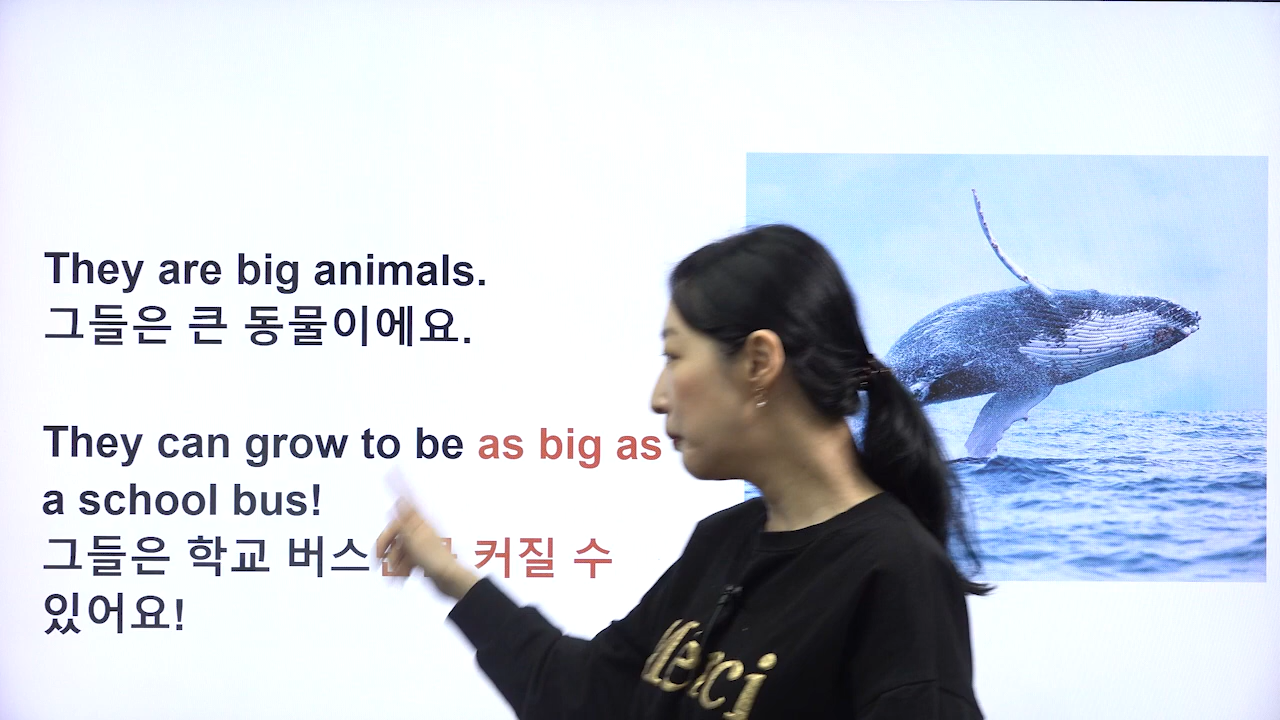 They are big animals.
그들은 큰 동물이에요.
They can grow to be as big as
a school bus!
그들은 학교 버스 커질 수
있어요!
Merci